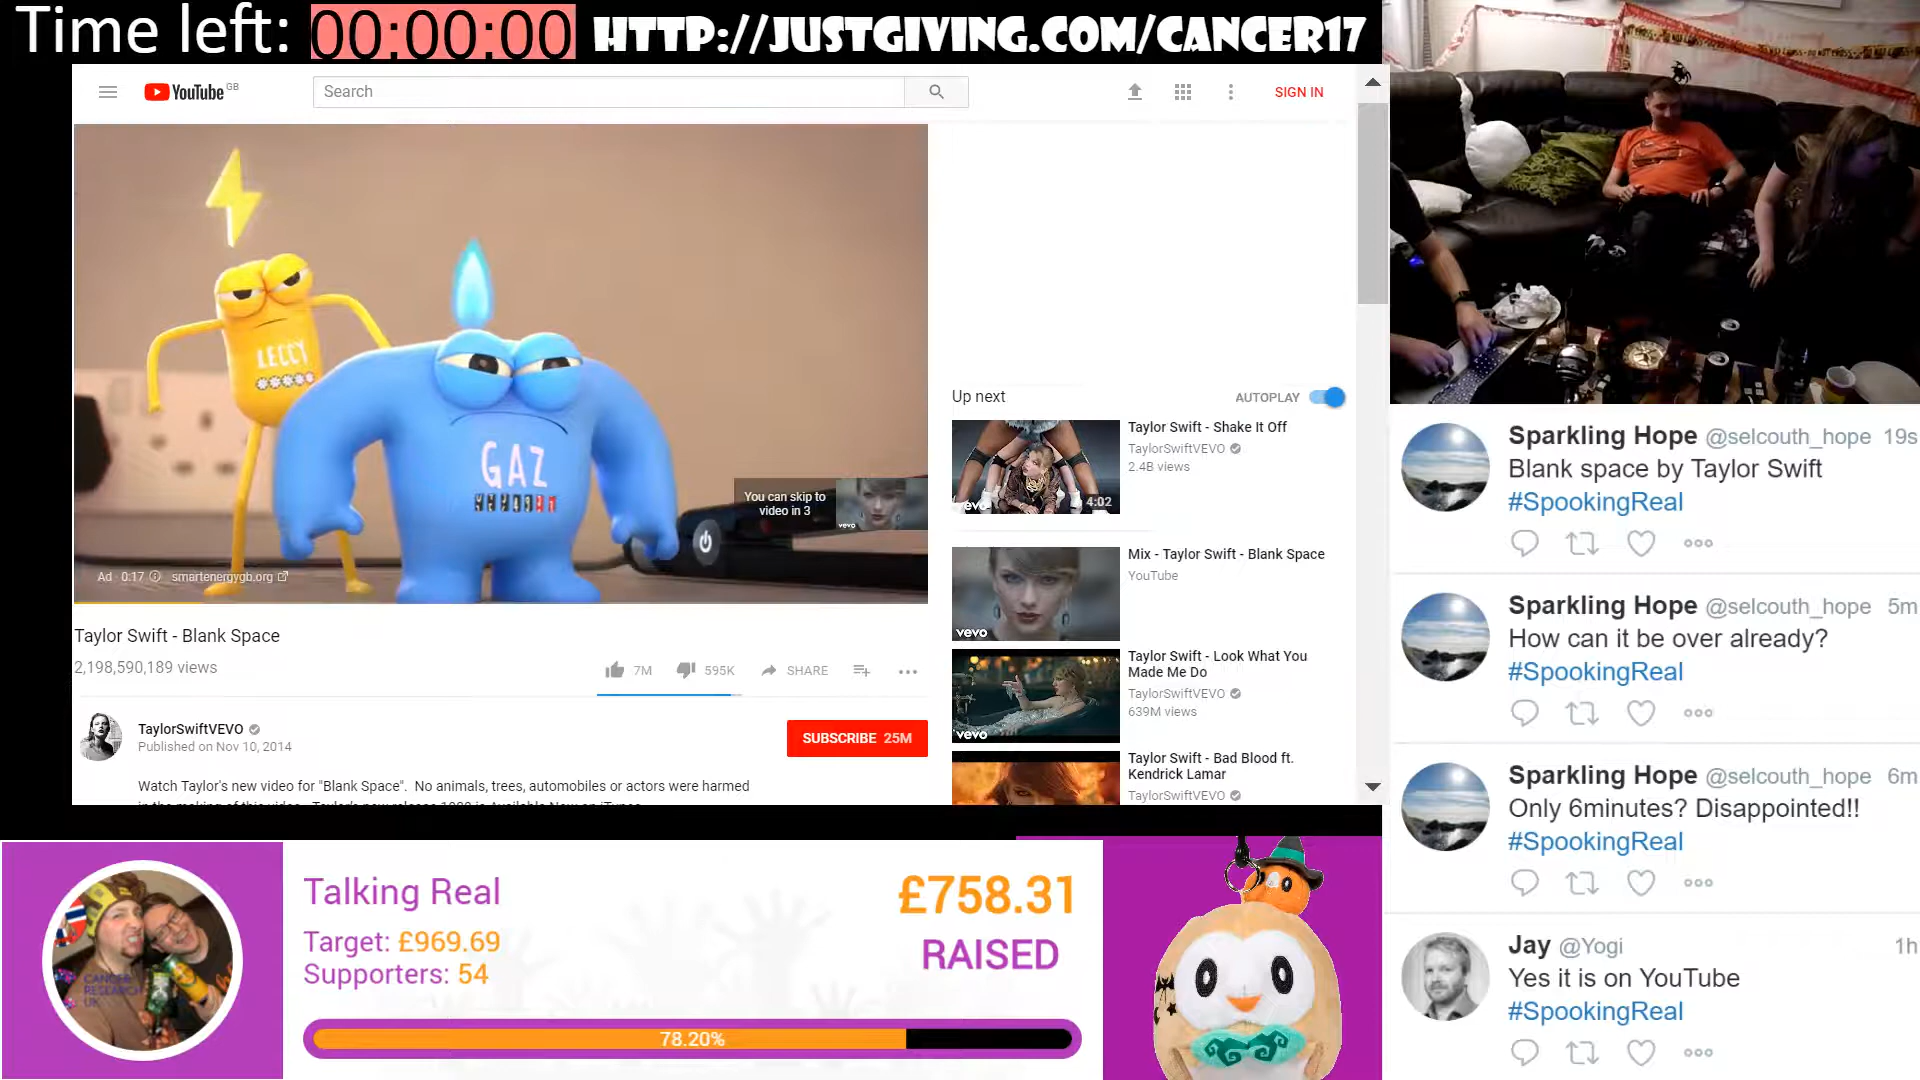 Time left: 00:00:00 HTTP://JUSTGIVING.COM/CANCER17
YouTube GB
Search
SIGN IN
LECCY
GAZ
You can skip to
video in 3
vevo
Ad · 0:17 smartenergygb.org
Taylor Swift - Blank Space
2,198,590,189 views
7M 595K SHARE
TaylorSwiftVEVO
Published on Nov 10, 2014
SUBSCRIBE 25M
Watch Taylor's new video for "Blank Space". No animals, trees, automobiles or actors were harmed
Up next
AUTOPLAY
Taylor Swift - Shake It Off
TaylorSwiftVEVO
2.4B views
vevo
4:02
Mix - Taylor Swift - Blank Space
YouTube
vevo
Taylor Swift - Look What You
Made Me Do
TaylorSwiftVEVO
639M views
vevo
Taylor Swift - Bad Blood ft.
Kendrick Lamar
TaylorSwiftVEVO
Sparkling Hope @selcouth_hope 19s
Blank space by Taylor Swift
#SpookingReal
Sparkling Hope @selcouth_hope 5m
How can it be over already?
#SpookingReal
Sparkling Hope @selcouth_hope 6m
Only 6minutes? Disappointed!!
#SpookingReal
Jay @Yogi 1h
Yes it is on YouTube
#SpookingReal
CANCER
RESEARCH
UK
Talking Real
Target: £969.69
Supporters: 54
£758.31
RAISED
78.20%